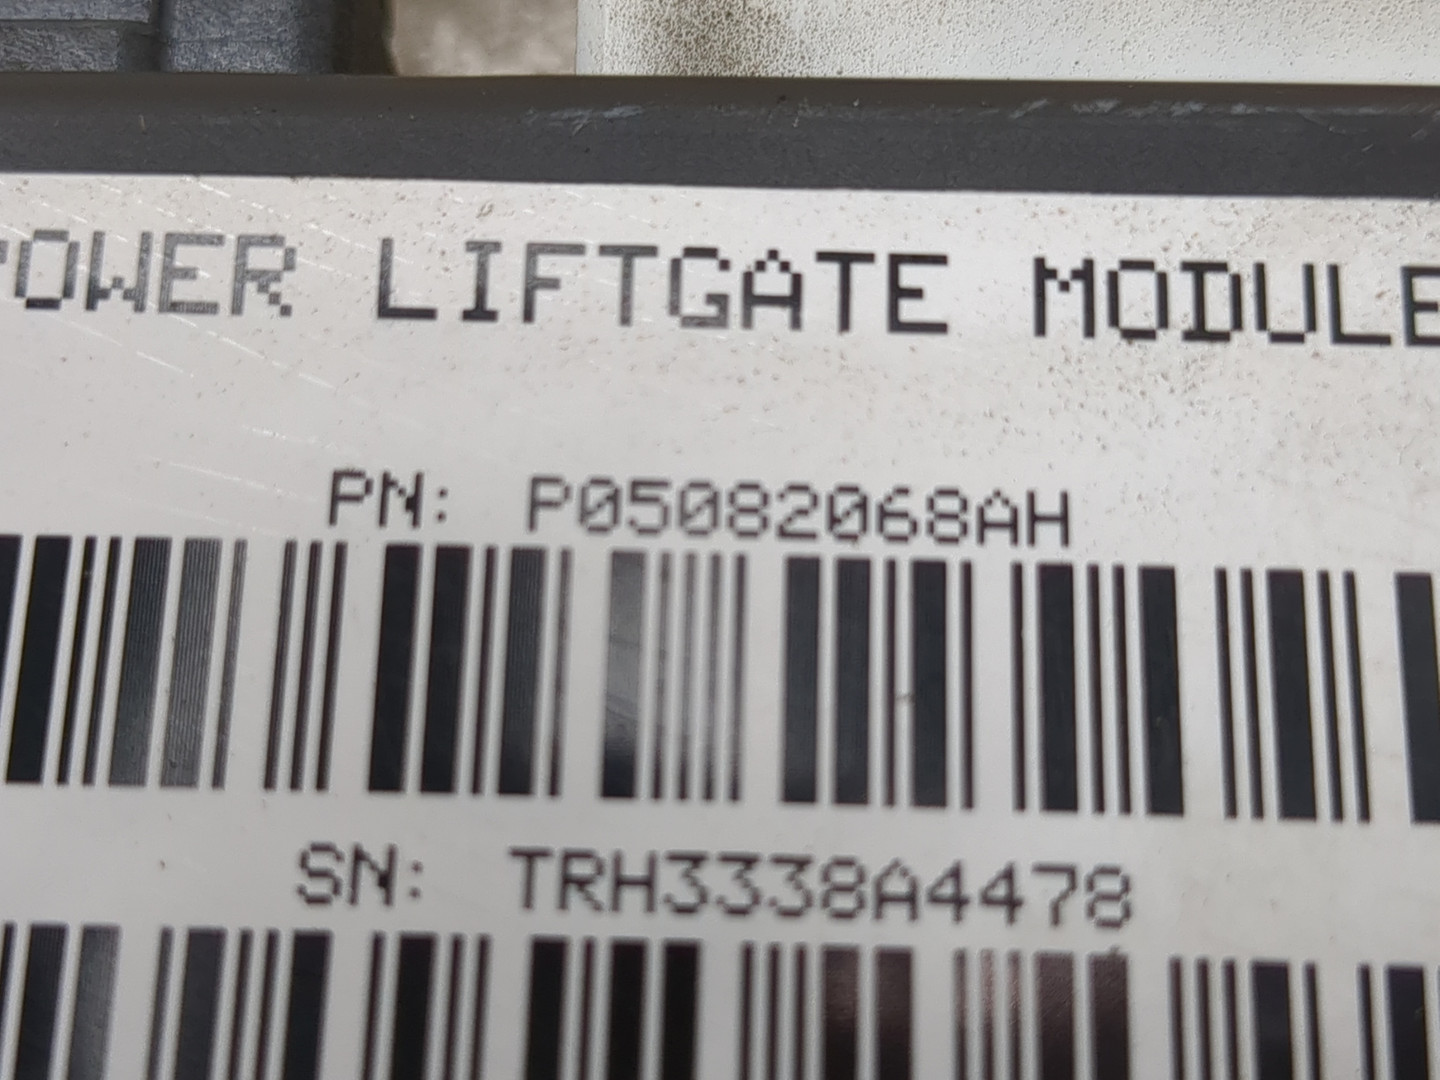 POWER LIFTGATE MODULE
PN: P05082068AH
SN: TRH3338A4478